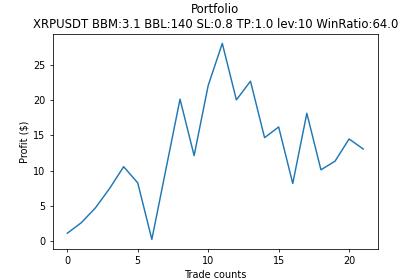 Portfolio
XRPUSDT BBM:3.1 BBL:140 SL:0.8 TP:1.0 lev:10 WinRatio:64.0
25
20
15
10
5
0
Profit ($)
0 5 10 15 20
Trade counts